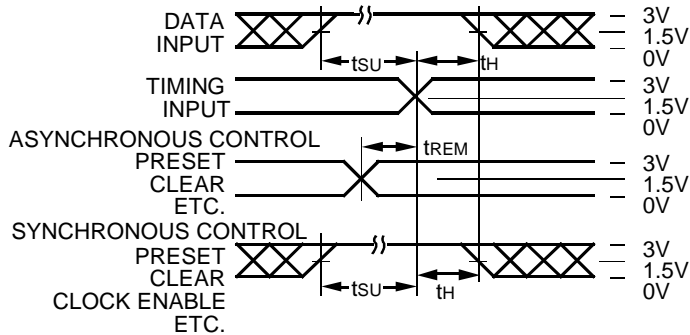 DATA
INPUT
3V
1.5V
0V
tSU
tH
TIMING
INPUT
3V
1.5V
0V
ASYNCHRONOUS CONTROL
PRESET
CLEAR
ETC.
tREM
3V
1.5V
0V
SYNCHRONOUS CONTROL
PRESET
CLEAR
CLOCK ENABLE
ETC.
tSU
tH
3V
1.5V
0V